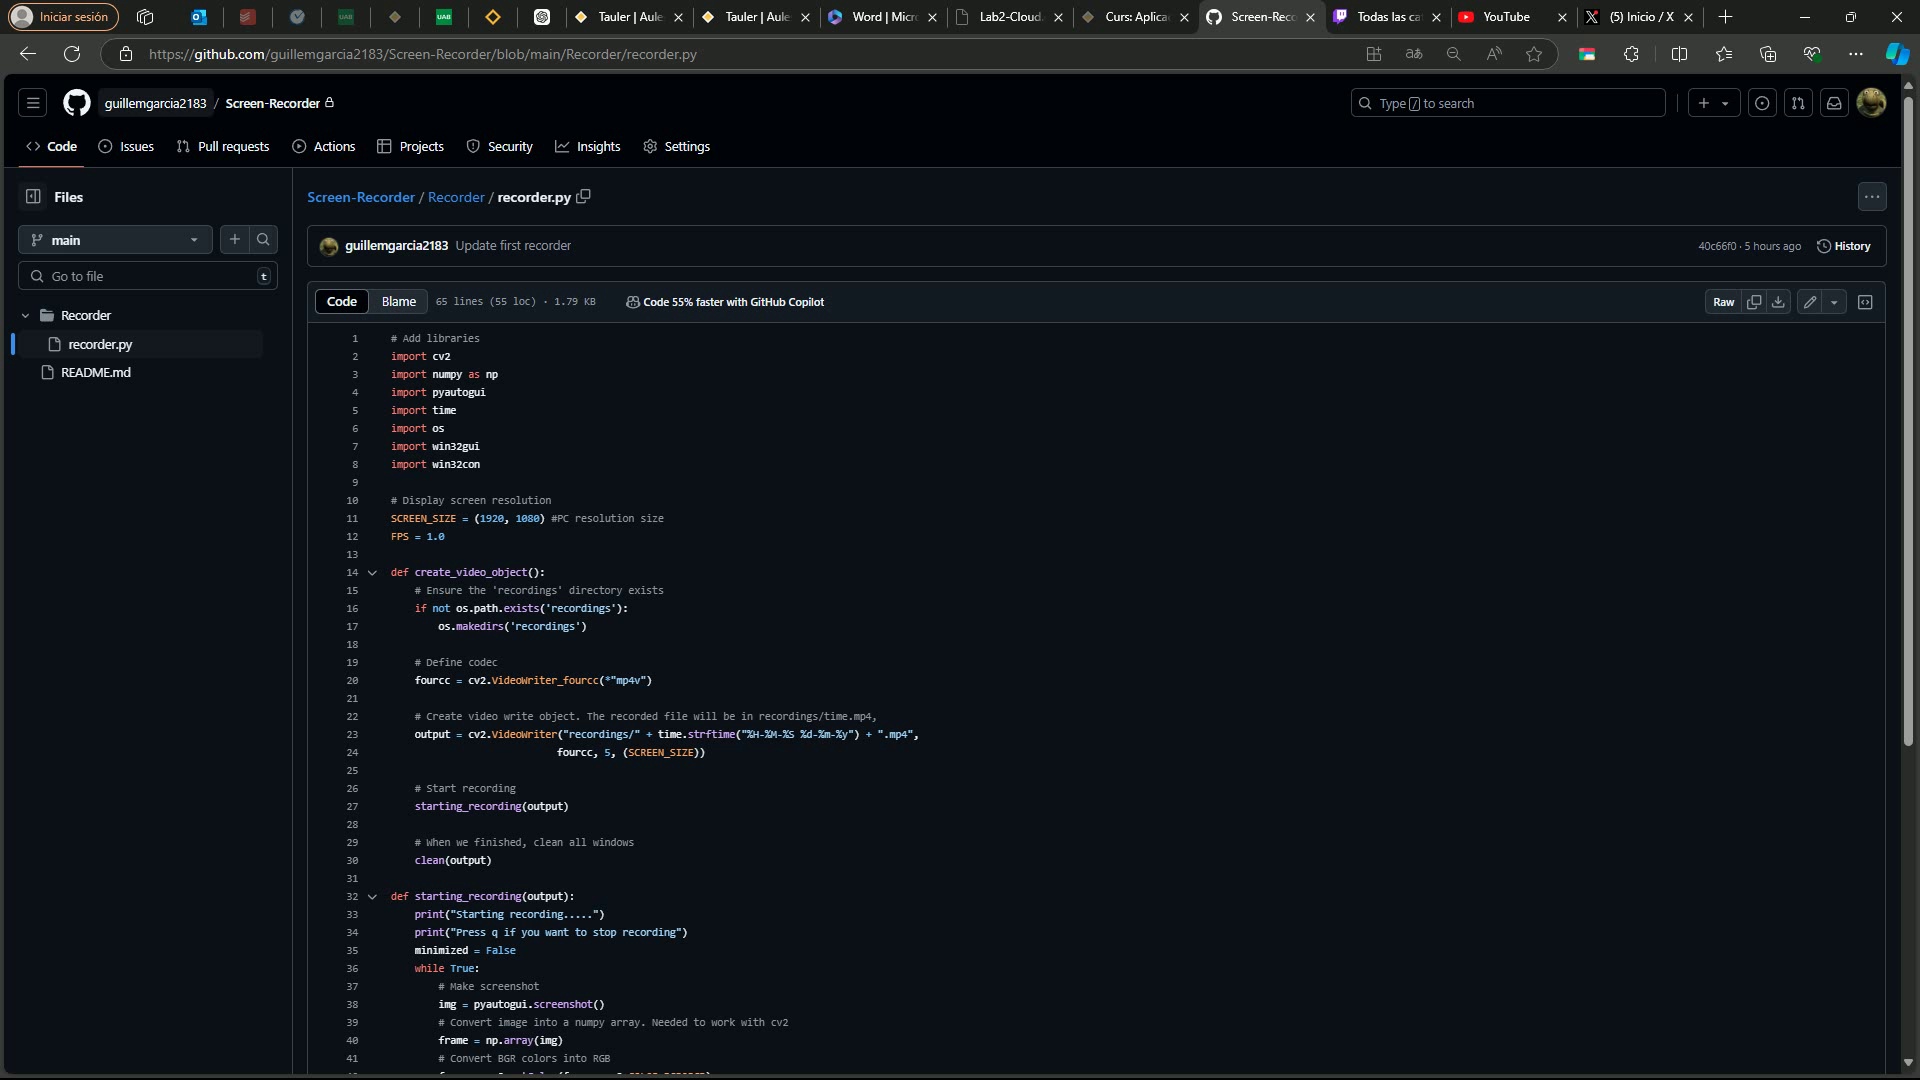 Iniciar sesión
UAB
UAB
Tauler | Aule
Tauler | Aule
Word | Micr
Lab2-Cloud
Curs: Aplica
Screen-Reco
Todas las ca
YouTube
(5) Inicio / X
https://github.com/guillemgarcia2183/Screen-Recorder/blob/main/Recorder/recorder.py
guillemgarcia2183 / Screen-Recorder
Type / to search
Code
Issues
Pull requests
Actions
Projects
Security
Insights
Settings
Files
main
Go to file
t
Recorder
recorder.py
README.md
Screen-Recorder / Recorder / recorder.py
guillemgarcia2183 Update first recorder
40c66f0 · 5 hours ago
History
Code
Blame
65 lines (55 loc) · 1.79 KB
Code 55% faster with GitHub Copilot
Raw
1 # Add libraries
2 import cv2
3 import numpy as np
4 import pyautogui
5 import time
6 import os
7 import win32gui
8 import win32con
9
10 # Display screen resolution
11 SCREEN_SIZE = (1920, 1080) #PC resolution size
12 FPS = 1.0
13
14 def create_video_object():
15 # Ensure the 'recordings' directory exists
16 if not os.path.exists('recordings'):
17 os.makedirs('recordings')
18
19 # Define codec
20 fourcc = cv2.VideoWriter_fourcc(*"mp4v")
21
22 # Create video write object. The recorded file will be in recordings/time.mp4,
23 output = cv2.VideoWriter("recordings/" + time.strftime("%H-%M-%S %d-%m-%y") + ".mp4",
24 fourcc, 5, (SCREEN_SIZE))
25
26 # Start recording
27 starting_recording(output)
28
29 # When we finished, clean all windows
30 clean(output)
31
32 def starting_recording(output):
33 print("Starting recording.....")
34 print("Press q if you want to stop recording")
35 minimized = False
36 while True:
37 # Make screenshot
38 img = pyautogui.screenshot()
39 # Convert image into a numpy array. Needed to work with cv2
40 frame = np.array(img)
41 # Convert BGR colors into RGB